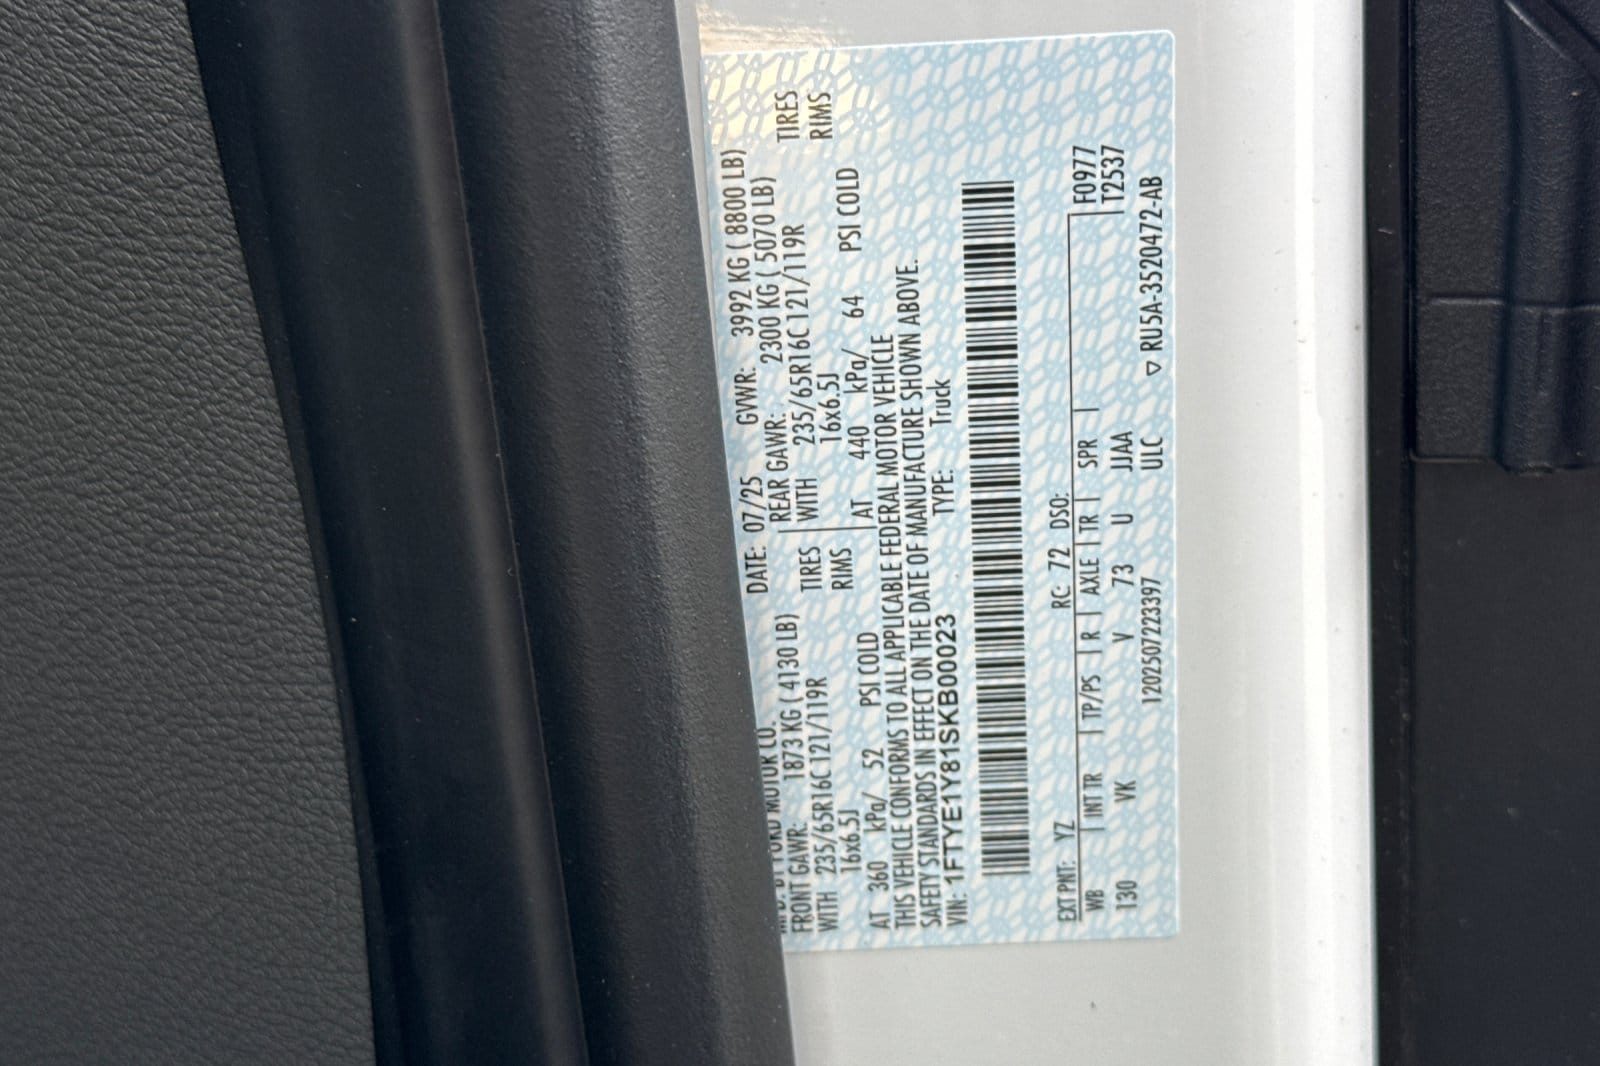 MFD. BY FORD MOTOR CO.
DATE: 07/25 GVWR: 3992 KG ( 8800 LB)
FRONT GAWR: 1873 KG ( 4130 LB) REAR GAWR: 2300 KG ( 5070 LB)
WITH 235/65R16C 121/119R TIRES WITH 235/65R16C 121/119R TIRES
16x6.5J RIMS 16x6.5J RIMS
AT 360 kPa/ 52 PSI COLD AT 440 kPa/ 64 PSI COLD
THIS VEHICLE CONFORMS TO ALL APPLICABLE FEDERAL MOTOR VEHICLE
SAFETY STANDARDS IN EFFECT ON THE DATE OF MANUFACTURE SHOWN ABOVE.
VIN: 1FTYE1Y81SKB00023 TYPE: Truck
EXT PNT: YZ RC: 72 DSO: F0977
WB INT TR TP/PS R AXLE TR SPR T2537
130 VK V 73 U JJAA
120250723397 ULC ▽ RU5A-3520472-AB